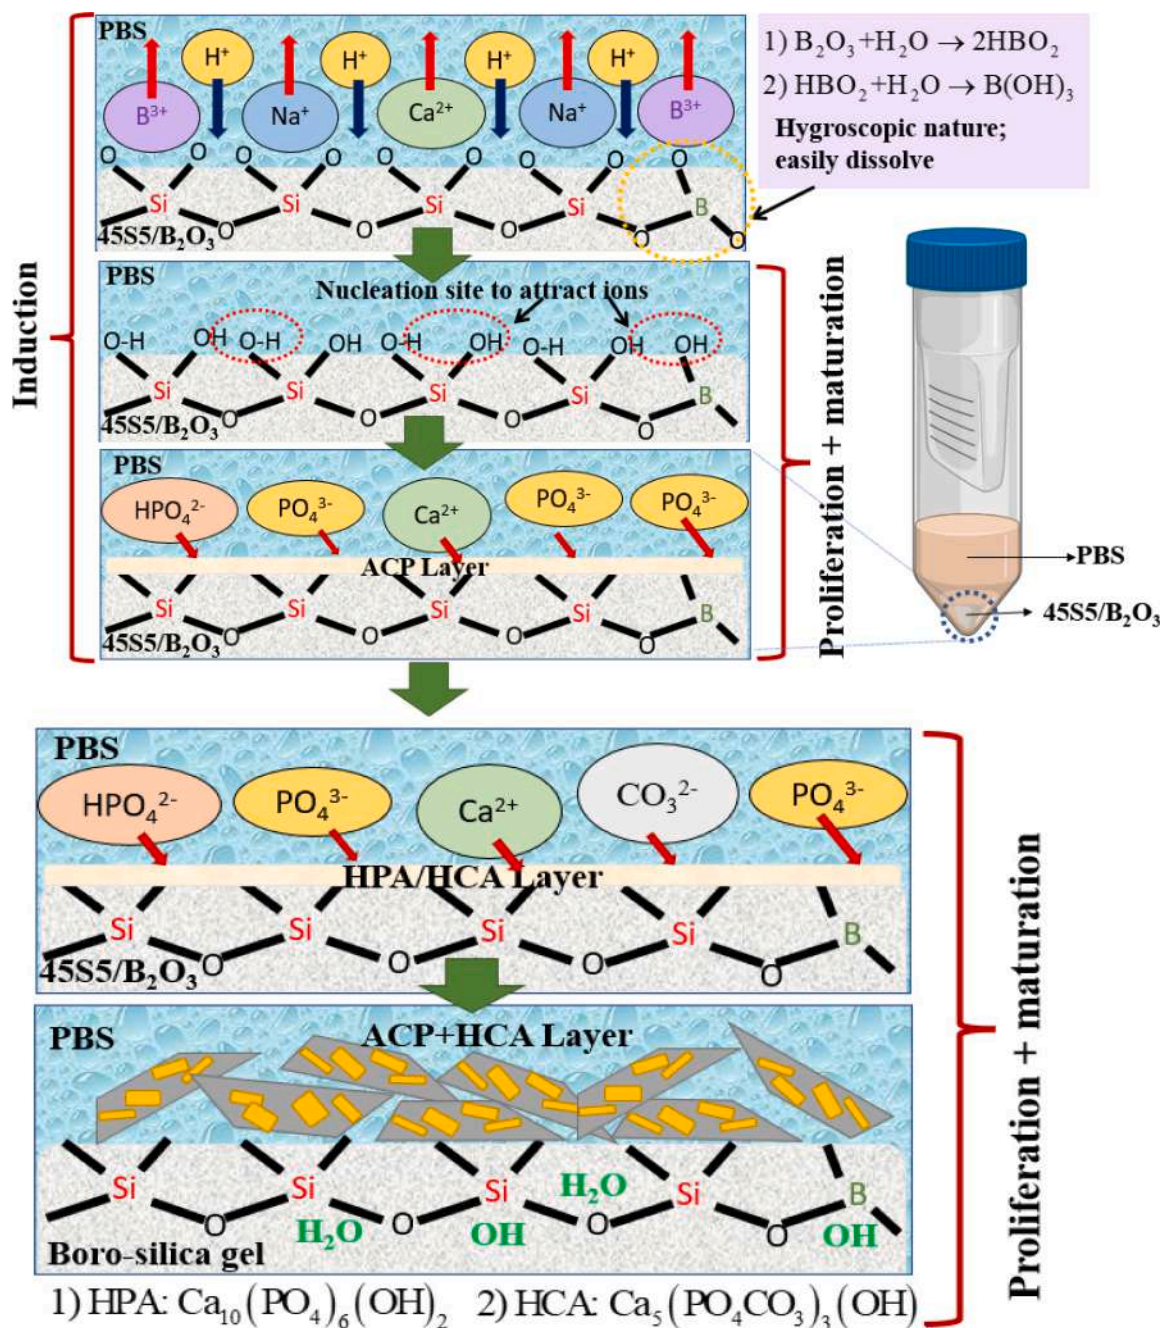 PBS
H⁺ H⁺ H⁺ H⁺
B³⁺ Na⁺ Ca²⁺ Na⁺ B³⁺
O O O O O O O O O
Si Si Si Si B
O O O O O
45S5/B₂O₃
1) B₂O₃+H₂O → 2HBO₂
2) HBO₂+H₂O → B(OH)₃
Hygroscopic nature;
easily dissolve
Induction
PBS
Nucleation site to attract ions
O-H OH O-H OH O-H OH O-H OH OH
Si Si Si Si B
O O O O
45S5/B₂O₃
PBS
HPO₄²⁻ PO₄³⁻ Ca²⁺ PO₄³⁻ PO₄³⁻
ACP Layer
Si Si Si Si B
O O O O
45S5/B₂O₃
Proliferation + maturation
PBS
45S5/B₂O₃
PBS
HPO₄²⁻ PO₄³⁻ Ca²⁺ CO₃²⁻ PO₄³⁻
HPA/HCA Layer
Si Si Si Si B
O O O O
45S5/B₂O₃
PBS
ACP+HCA Layer
Si Si Si Si B
H₂O
O O O O
H₂O OH OH
Boro-silica gel
Proliferation + maturation
1) HPA: Ca₁₀(PO₄)₆(OH)₂ 2) HCA: Ca₅(PO₄CO₃)₃(OH)